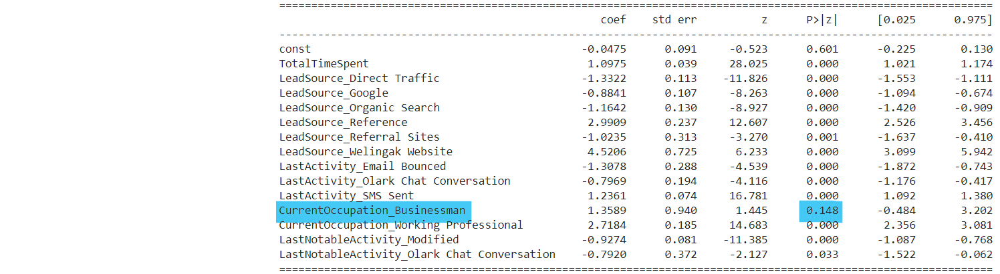 ==================================================================================================
coef std err z P>|z| [0.025 0.975]
--------------------------------------------------------------------------------------------------
const -0.0475 0.091 -0.523 0.601 -0.225 0.130
TotalTimeSpent 1.0975 0.039 28.025 0.000 1.021 1.174
LeadSource_Direct Traffic -1.3322 0.113 -11.826 0.000 -1.553 -1.111
LeadSource_Google -0.8841 0.107 -8.263 0.000 -1.094 -0.674
LeadSource_Organic Search -1.1642 0.130 -8.927 0.000 -1.420 -0.909
LeadSource_Reference 2.9909 0.237 12.607 0.000 2.526 3.456
LeadSource_Referral Sites -1.0235 0.313 -3.270 0.001 -1.637 -0.410
LeadSource_Welingak Website 4.5206 0.725 6.233 0.000 3.099 5.942
LastActivity_Email Bounced -1.3078 0.288 -4.539 0.000 -1.872 -0.743
LastActivity_Olark Chat Conversation -0.7969 0.194 -4.116 0.000 -1.176 -0.417
LastActivity_SMS Sent 1.2361 0.074 16.781 0.000 1.092 1.380
CurrentOccupation_Businessman 1.3589 0.940 1.445 0.148 -0.484 3.202
CurrentOccupation_Working Professional 2.7184 0.185 14.683 0.000 2.356 3.081
LastNotableActivity_Modified -0.9274 0.081 -11.385 0.000 -1.087 -0.768
LastNotableActivity_Olark Chat Conversation -0.7920 0.372 -2.127 0.033 -1.522 -0.062
==================================================================================================